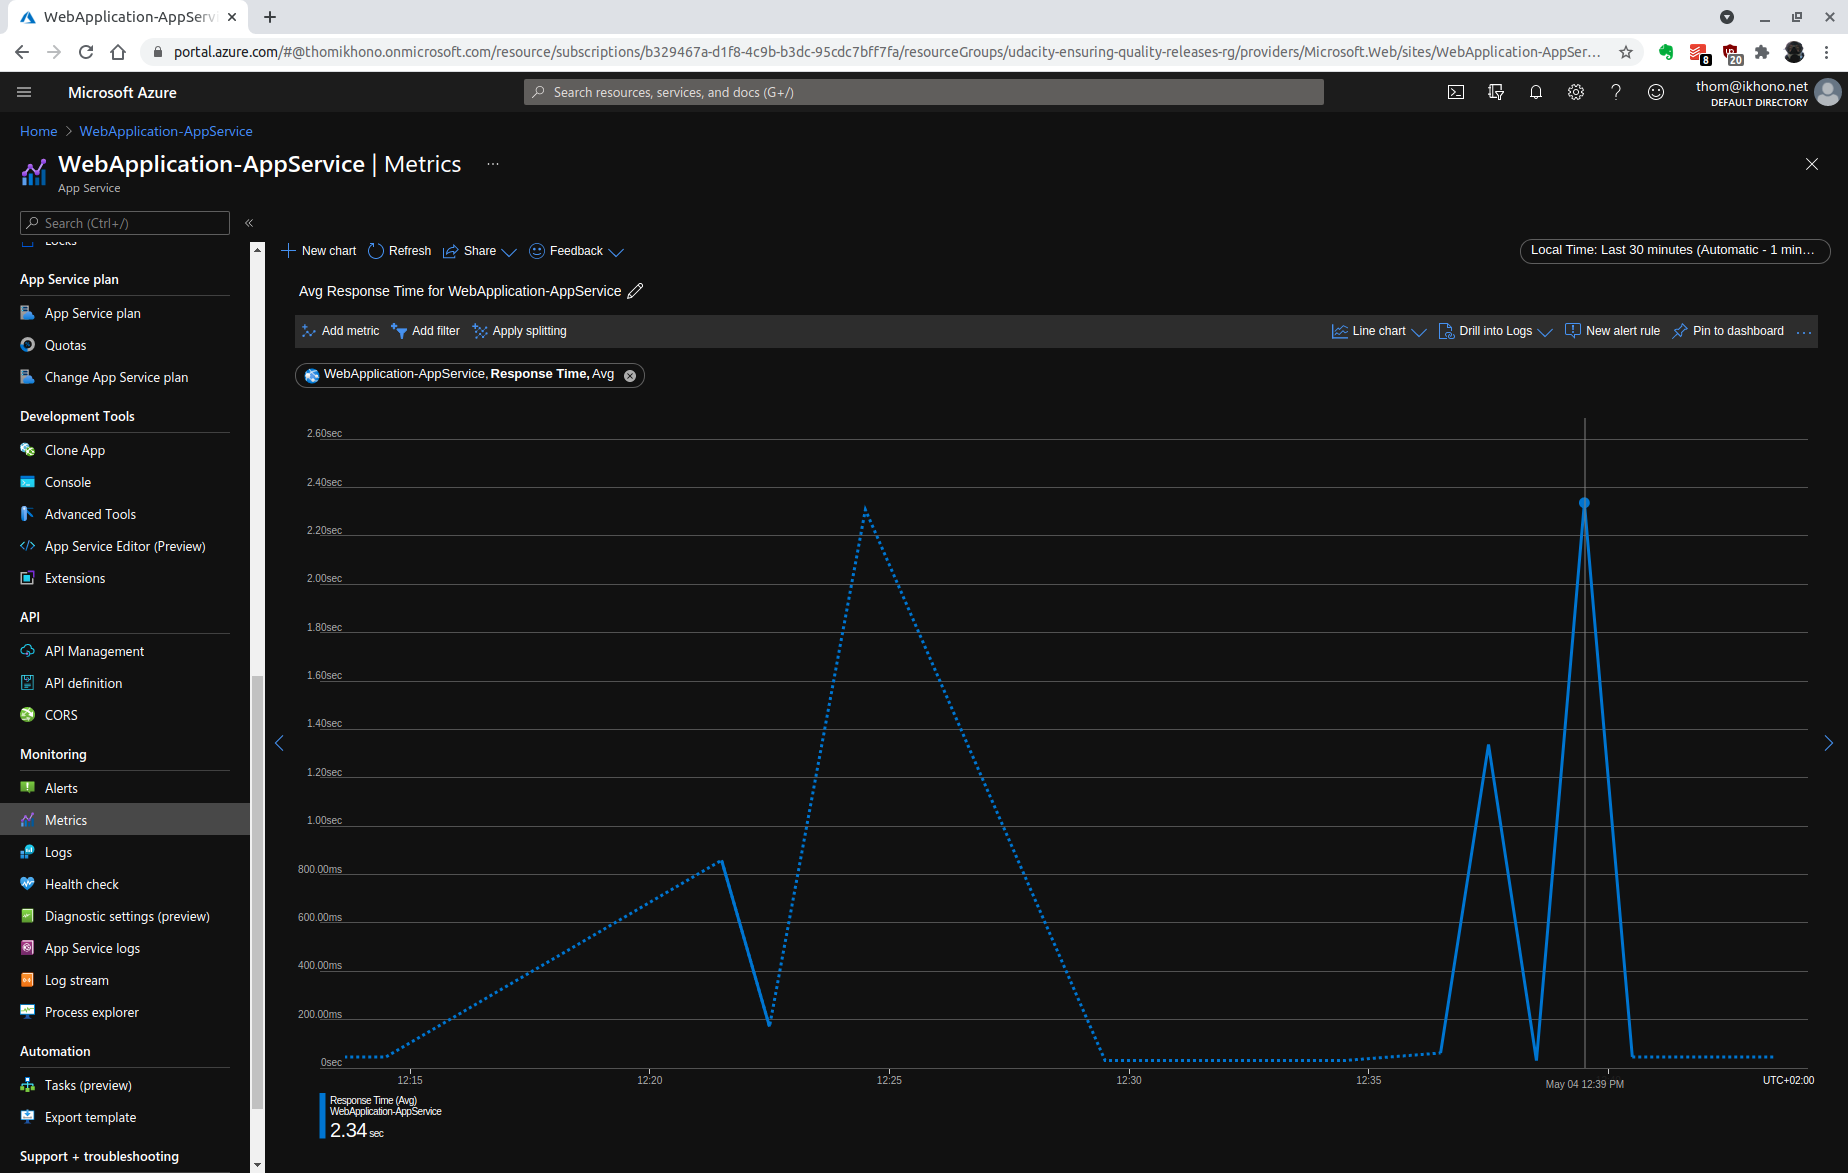 WebApplication-AppServi
portal.azure.com/#@thomikhono.onmicrosoft.com/resource/subscriptions/b329467a-d1f8-4c9b-b3dc-95cdc7bff7fa/resourceGroups/udacity-ensuring-quality-releases-rg/providers/Microsoft.Web/sites/WebApplication-AppSer...
8
20
Microsoft Azure
Search resources, services, and docs (G+/)
thom@ikhono.net
DEFAULT DIRECTORY
Home > WebApplication-AppService
WebApplication-AppService | Metrics ...
App Service
Search (Ctrl+/)
«
Locks
App Service plan
App Service plan
Quotas
Change App Service plan
Development Tools
Clone App
Console
Advanced Tools
App Service Editor (Preview)
Extensions
API
API Management
API definition
CORS
Monitoring
Alerts
Metrics
Logs
Health check
Diagnostic settings (preview)
App Service logs
Log stream
Process explorer
Automation
Tasks (preview)
Export template
Support + troubleshooting
New chart Refresh Share Feedback
Local Time: Last 30 minutes (Automatic - 1 min...
Avg Response Time for WebApplication-AppService
Add metric Add filter Apply splitting
Line chart Drill into Logs New alert rule Pin to dashboard ...
WebApplication-AppService, Response Time, Avg
2.60sec
2.40sec
2.20sec
2.00sec
1.80sec
1.60sec
1.40sec
1.20sec
1.00sec
800.00ms
600.00ms
400.00ms
200.00ms
0sec
12:15 12:20 12:25 12:30 12:35 May 04 12:39 PM UTC+02:00
Response Time (Avg)
WebApplication-AppService
2.34 sec